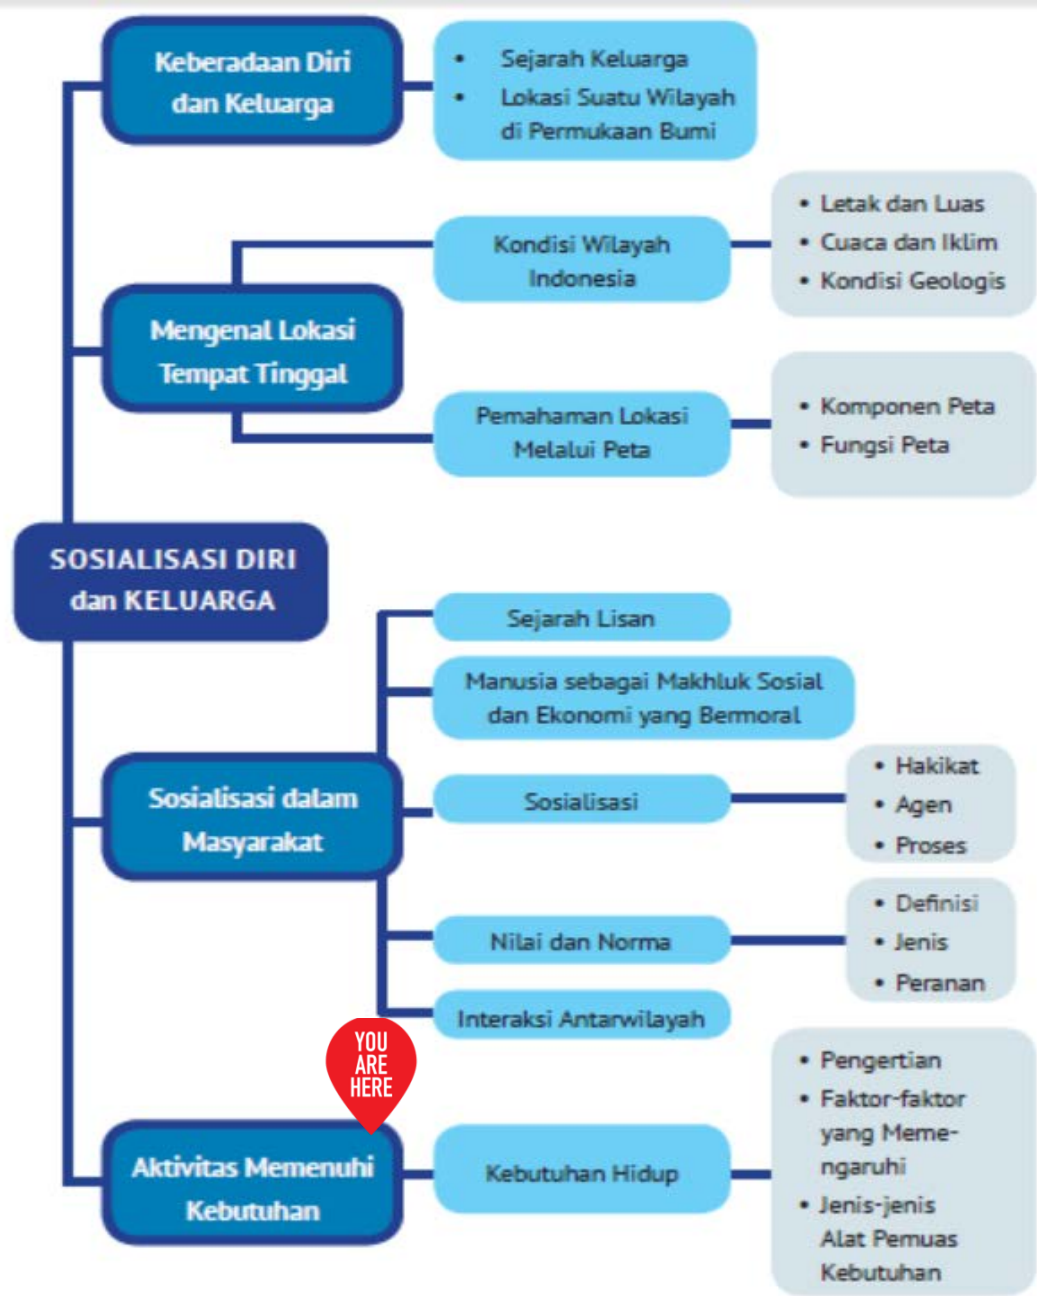 Keberadaan Diri
dan Keluarga
• Sejarah Keluarga
• Lokasi Suatu Wilayah
di Permukaan Bumi
Mengenal Lokasi
Tempat Tinggal
Kondisi Wilayah
Indonesia
• Letak dan Luas
• Cuaca dan Iklim
• Kondisi Geologis
Pemahaman Lokasi
Melalui Peta
• Komponen Peta
• Fungsi Peta
SOSIALISASI DIRI
dan KELUARGA
Sosialisasi dalam
Masyarakat
Sejarah Lisan
Manusia sebagai Makhluk Sosial
dan Ekonomi yang Bermoral
Sosialisasi
• Hakikat
• Agen
• Proses
Nilai dan Norma
• Definisi
• Jenis
• Peranan
Interaksi Antarwilayah
YOU
ARE
HERE
Aktivitas Memenuhi
Kebutuhan
Kebutuhan Hidup
• Pengertian
• Faktor-faktor
yang Meme-
ngaruhi
• Jenis-jenis
Alat Pemuas
Kebutuhan